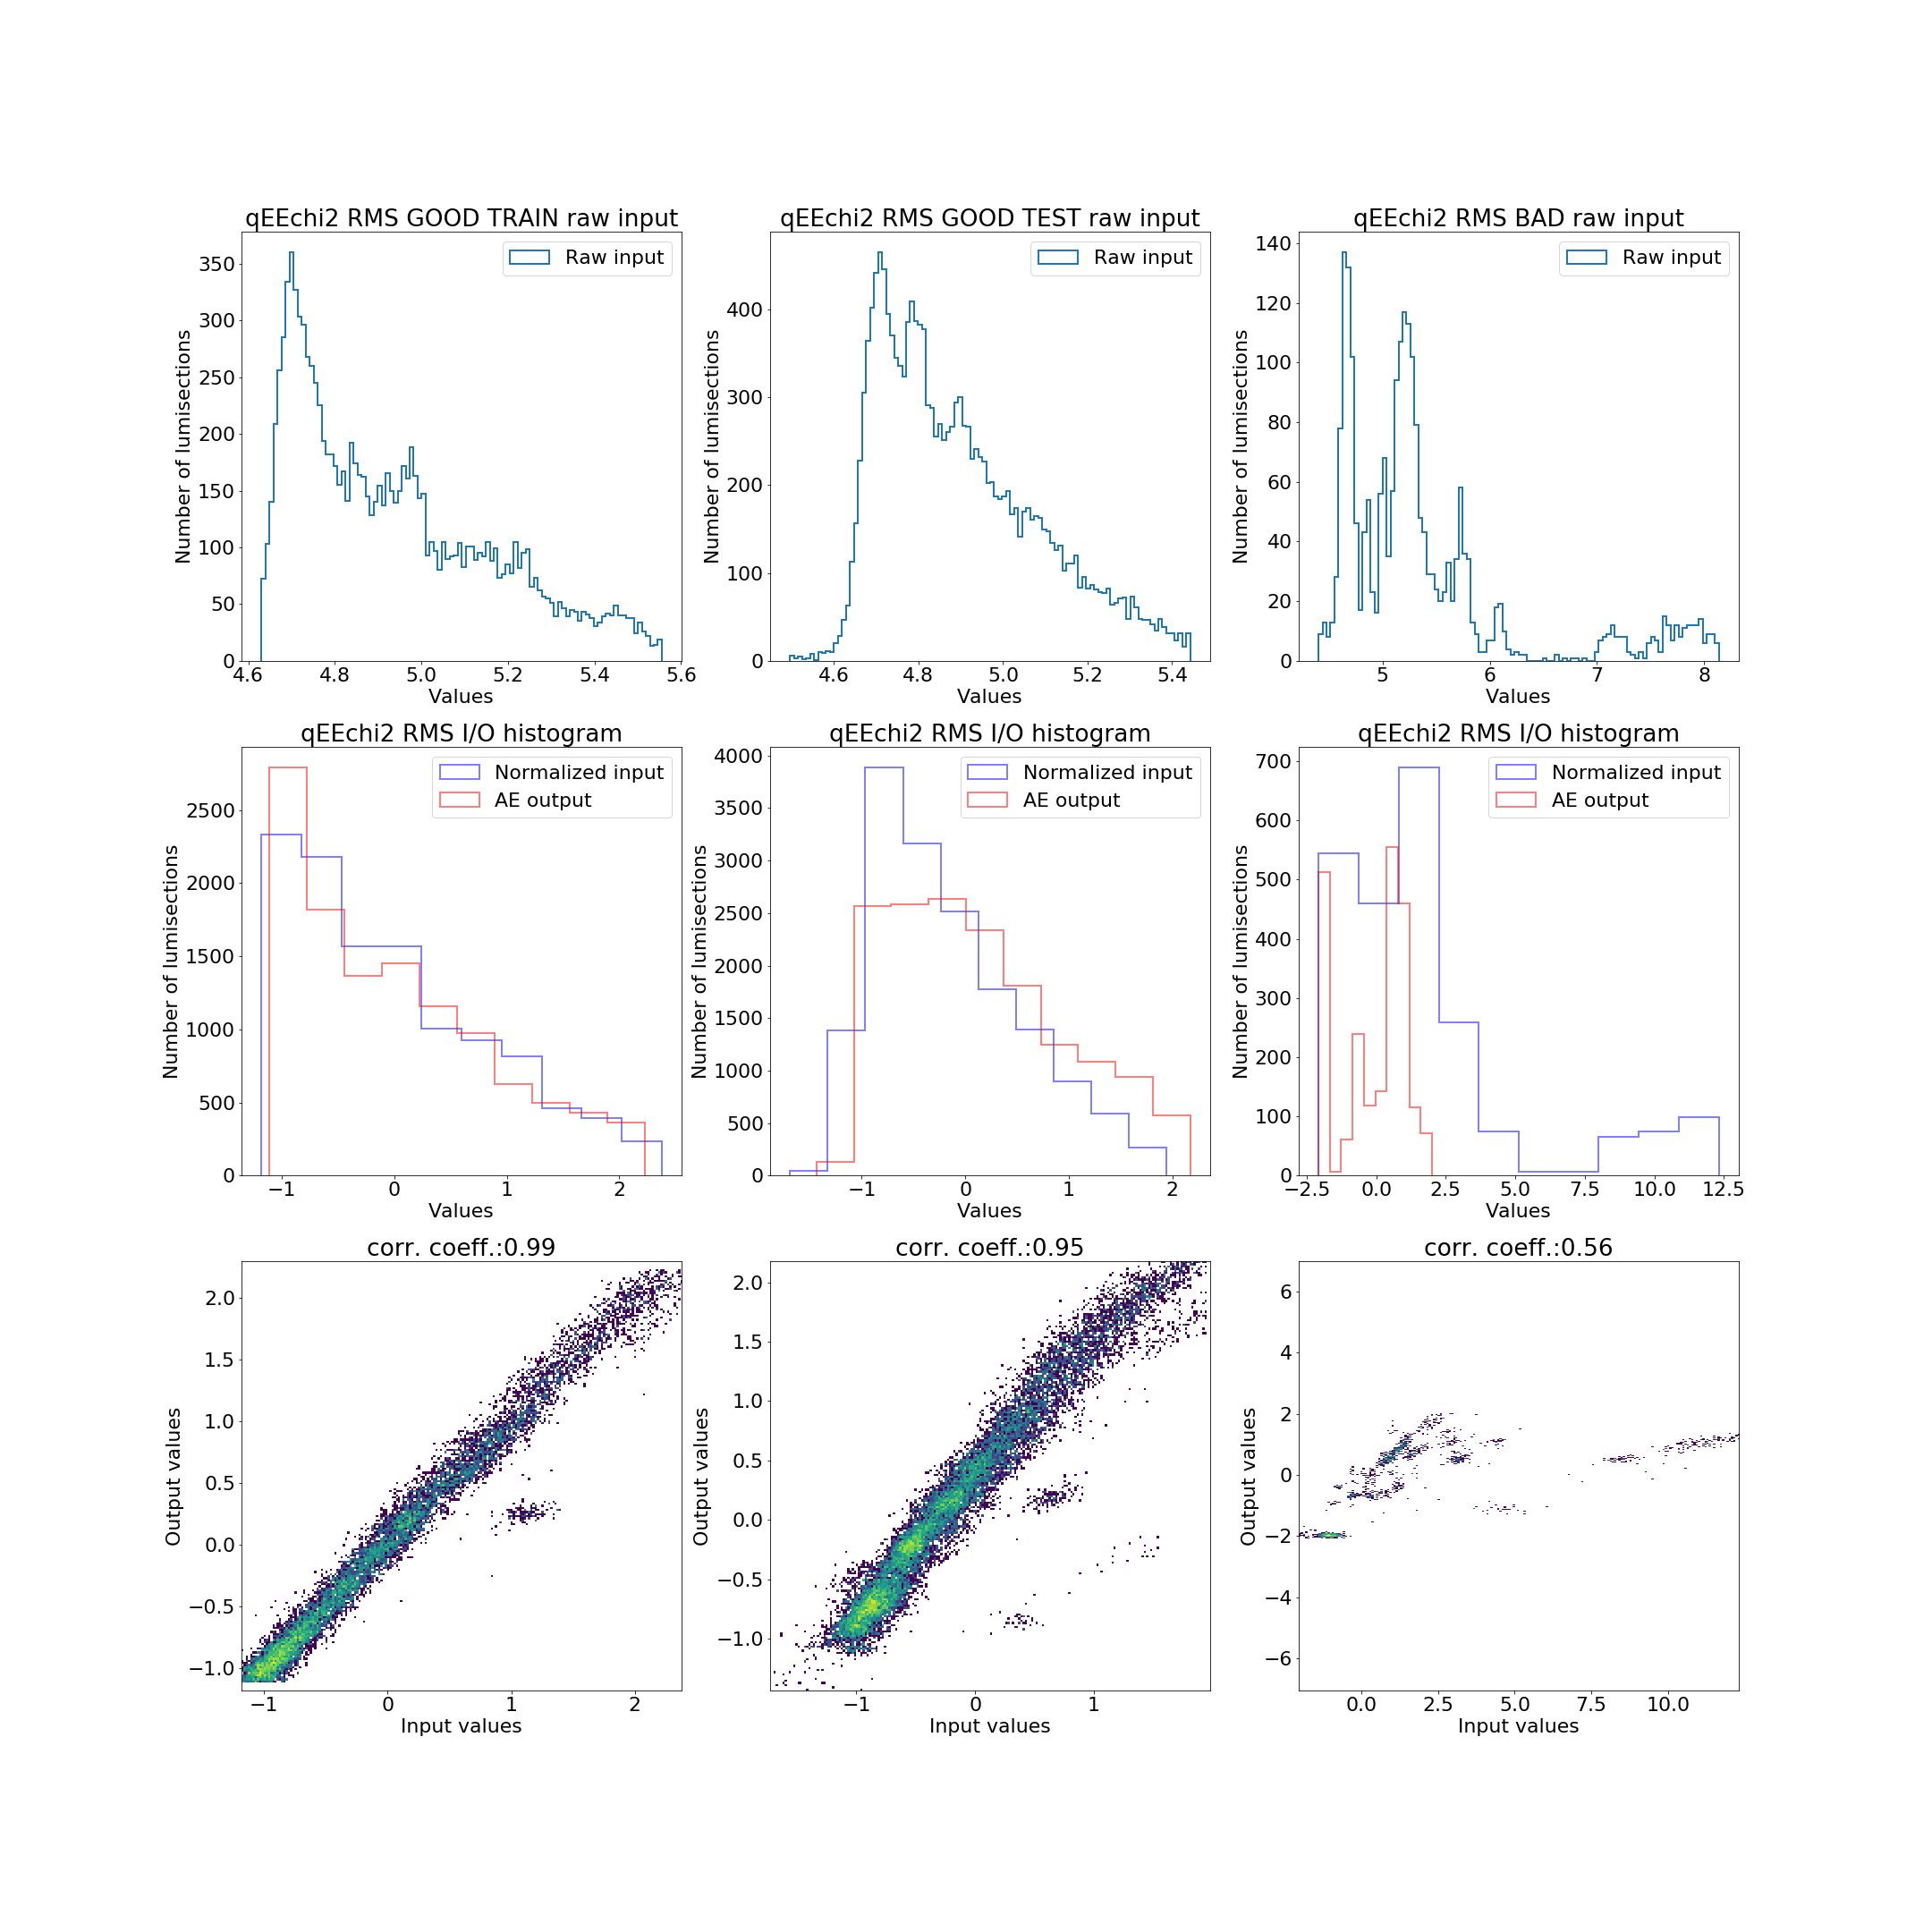 qEEchi2 RMS GOOD TRAIN raw input
Raw input
Number of lumisections
350
300
250
200
150
100
50
0
4.6 4.8 5.0 5.2 5.4 5.6
Values
qEEchi2 RMS GOOD TEST raw input
Raw input
Number of lumisections
400
300
200
100
0
4.6 4.8 5.0 5.2 5.4
Values
qEEchi2 RMS BAD raw input
Raw input
Number of lumisections
140
120
100
80
60
40
20
0
5 6 7 8
Values
qEEchi2 RMS I/O histogram
Normalized input
AE output
Number of lumisections
2500
2000
1500
1000
500
0
−1 0 1 2
Values
qEEchi2 RMS I/O histogram
Normalized input
AE output
Number of lumisections
4000
3500
3000
2500
2000
1500
1000
500
0
−1 0 1 2
Values
qEEchi2 RMS I/O histogram
Normalized input
AE output
Number of lumisections
700
600
500
400
300
200
100
0
−2.5 0.0 2.5 5.0 7.5 10.0 12.5
Values
corr. coeff.:0.99
Output values
2.0
1.5
1.0
0.5
0.0
−0.5
−1.0
−1 0 1 2
Input values
corr. coeff.:0.95
Output values
2.0
1.5
1.0
0.5
0.0
−0.5
−1.0
−1 0 1
Input values
corr. coeff.:0.56
Output values
6
4
2
0
−2
−4
−6
0.0 2.5 5.0 7.5 10.0
Input values